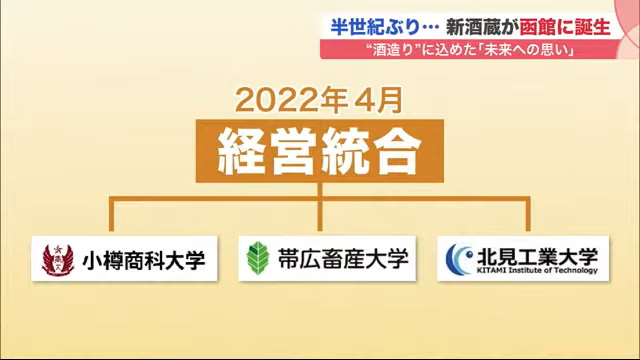 半世紀ぶり… 新酒蔵が函館に誕生
“酒造り”に込めた「未来への思い」
2022年4月
経営統合
小樽商科大学
帯広畜産大学
北見工業大学
KITAMI Institute of Technology